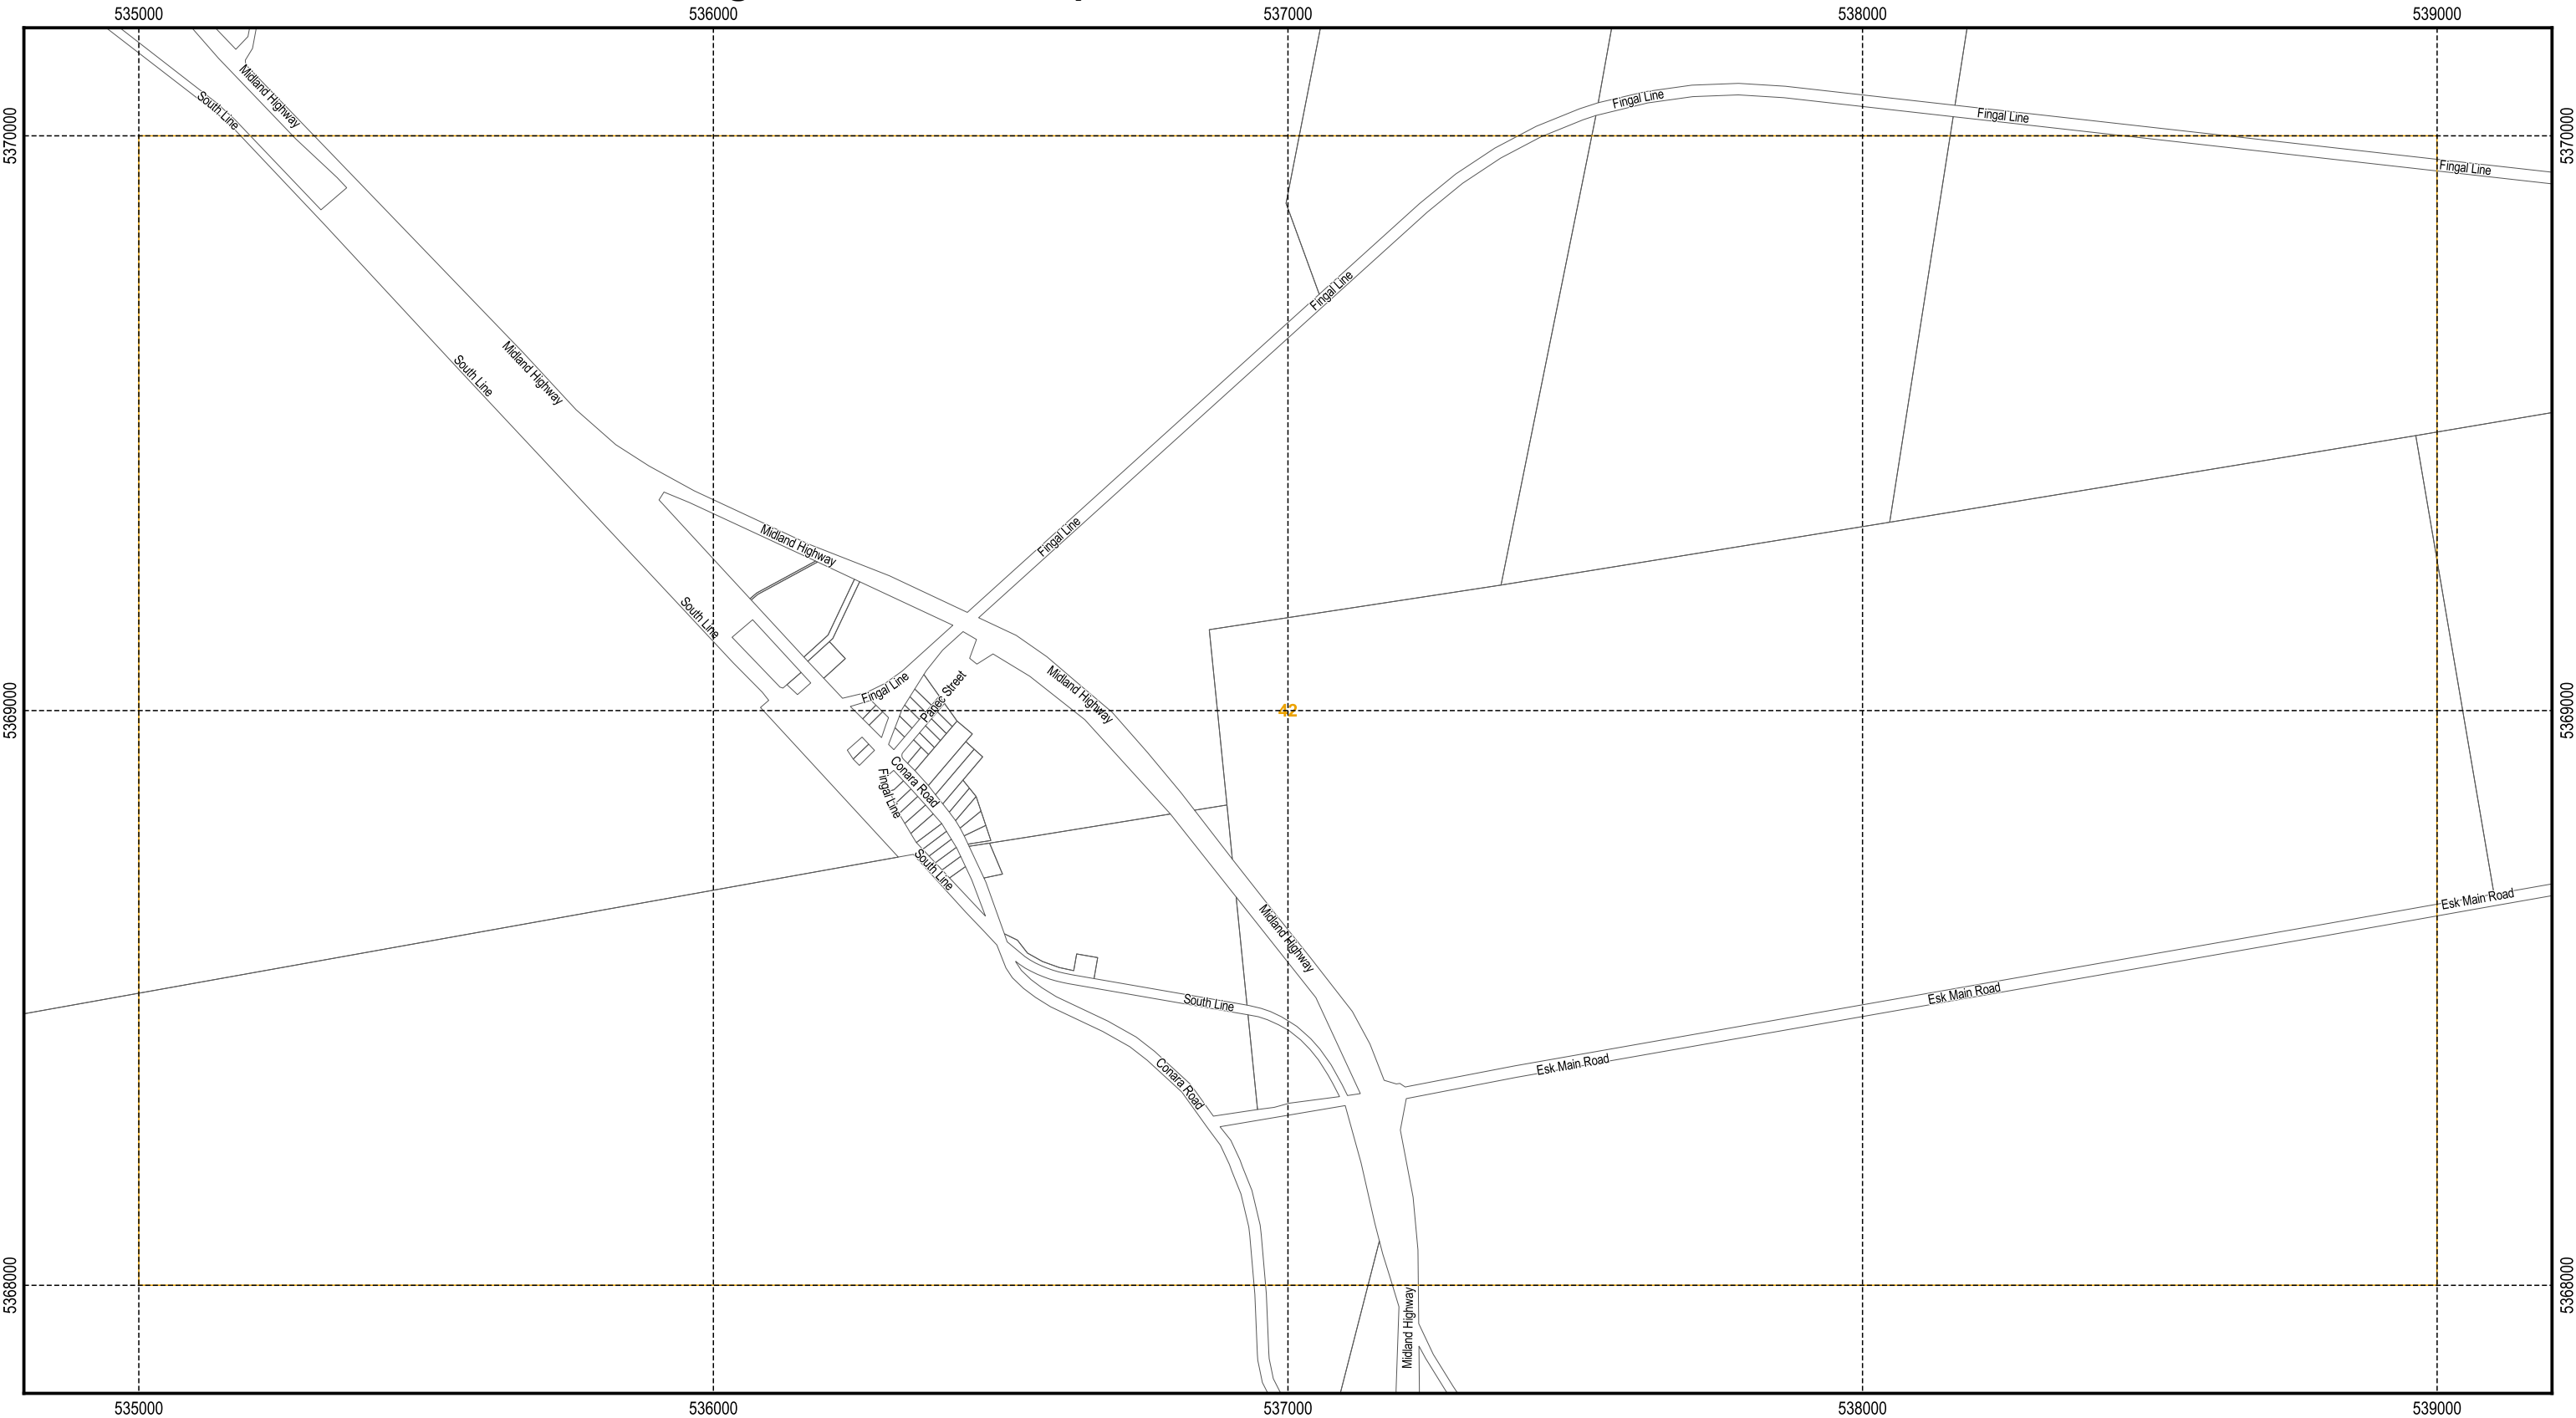 535000
536000
537000
538000
539000
Midland Highway
South Line
Fingal Line
Fingal Line
5370000
5370000
Fingal Line
Fingal Line
Midland Highway
South Line
Fingal Line
Midland Highway
South Line
Fingal Line
Panec Street
Midland Highway
5369000
42
5369000
Conara Road
Fingal Line
South Line
Esk Main Road
Midland Highway
South Line
Esk Main Road
Esk Main Road
Conara Road
5368000
5368000
Midland Highway
535000
536000
537000
538000
539000